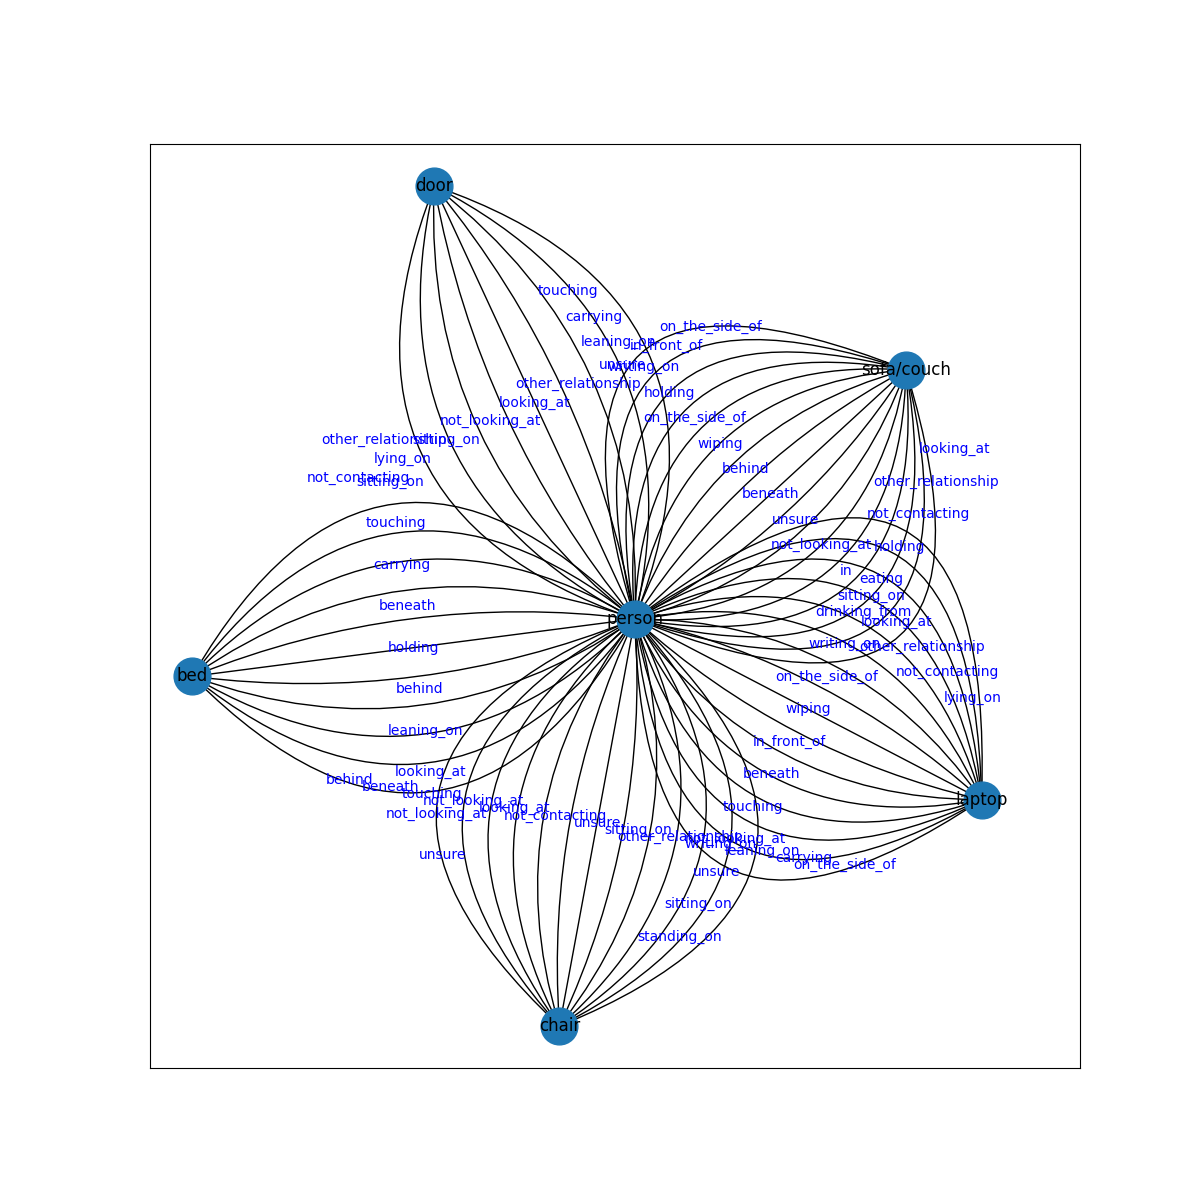 door
touching
carrying
on_the_side_of
leaning_on
in_front_of
unsure
writing_on
sofa/couch
other_relationship
holding
looking_at
on_the_side_of
not_looking_at
other_relationship
sitting_on
wiping
looking_at
lying_on
behind
not_contacting
sitting_on
other_relationship
beneath
touching
unsure
not_contacting
not_looking_at
holding
carrying
in
eating
beneath
sitting_on
drinking_from
person
looking_at
holding
writing_on
other_relationship
bed
on_the_side_of
not_contacting
behind
wiping
lying_on
leaning_on
in_front_of
looking_at
beneath
behind
beneath
touching
not_looking_at
laptop
looking_at
touching
not_looking_at
not_contacting
unsure
sitting_on
other_relationship
not_looking_at
writing_on
leaning_on
unsure
carrying
on_the_side_of
unsure
sitting_on
standing_on
chair